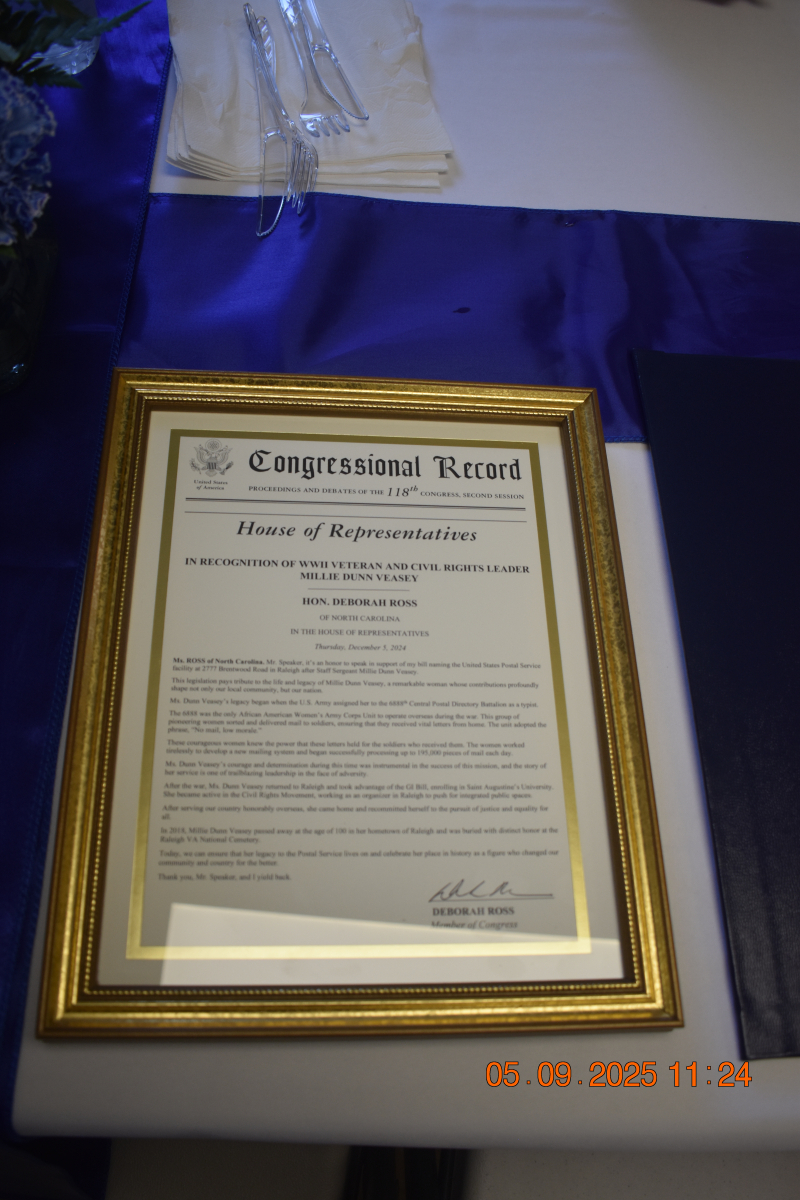 Congressional Record
United States
of America
PROCEEDINGS AND DEBATES OF THE 118th CONGRESS, SECOND SESSION
House of Representatives
IN RECOGNITION OF WWII VETERAN AND CIVIL RIGHTS LEADER
MILLIE DUNN VEASEY
HON. DEBORAH ROSS
OF NORTH CAROLINA
IN THE HOUSE OF REPRESENTATIVES
Thursday, December 5, 2024
Ms. ROSS of North Carolina. Mr. Speaker, it's an honor to speak in support of my bill naming the United States Postal Service
facility at 2777 Brentwood Road in Raleigh after Staff Sergeant Millie Dunn Veasey.
This legislation pays tribute to the life and legacy of Millie Dunn Veasey, a remarkable woman whose contributions profoundly
shape not only our local community, but our nation.
Ms. Dunn Veasey's legacy began when the U.S. Army assigned her to the 6888th Central Postal Directory Battalion as a typist.
The 6888 was the only African American Women's Army Corps Unit to operate overseas during the war. This group of
pioneering women sorted and delivered mail to soldiers, ensuring that they received vital letters from home. The unit adopted the
phrase, "No mail, low morale."
These courageous women knew the power that these letters held for the soldiers who received them. The women worked
tirelessly to develop a new mailing system and began successfully processing up to 195,000 pieces of mail each day.
Ms. Dunn Veasey's courage and determination during this time was instrumental in the success of this mission, and the story of
her service is one of trailblazing leadership in the face of adversity.
After the war, Ms. Dunn Veasey returned to Raleigh and took advantage of the GI Bill, enrolling in Saint Augustine's University.
She became active in the Civil Rights Movement, working as an organizer in Raleigh to push for integrated public spaces.
After serving our country honorably overseas, she came home and recommitted herself to the pursuit of justice and equality for
all.
In 2018, Millie Dunn Veasey passed away at the age of 100 in her hometown of Raleigh and was buried with distinct honor at the
Raleigh VA National Cemetery.
Today, we can ensure that her legacy to the Postal Service lives on and celebrate her place in history as a figure who changed our
community and country for the better.
Thank you, Mr. Speaker, and I yield back.
DEBORAH ROSS
Member of Congress
05.09.2025 11:24